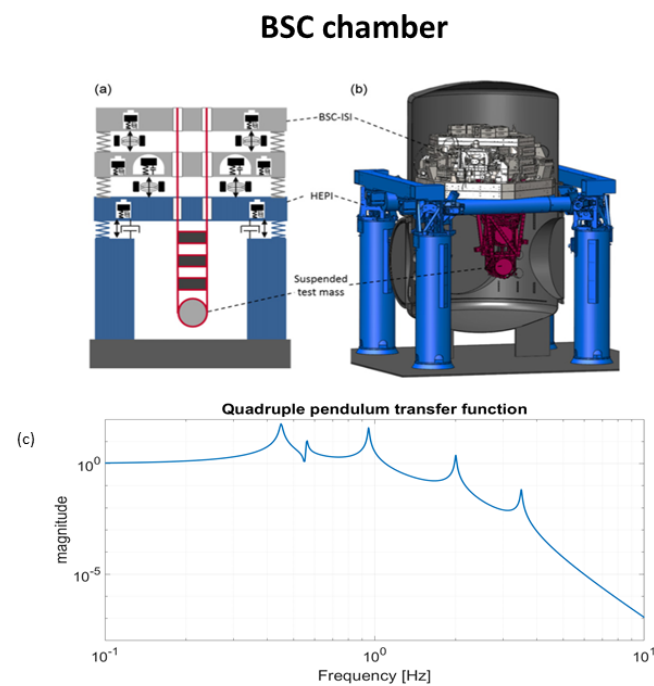 BSC chamber
(a)
(b)
BSC-ISI
HEPI
Suspended
test mass
(c)
Quadruple pendulum transfer function
magnitude
10^0
10^-5
10^-1
10^0
10^1
Frequency [Hz]